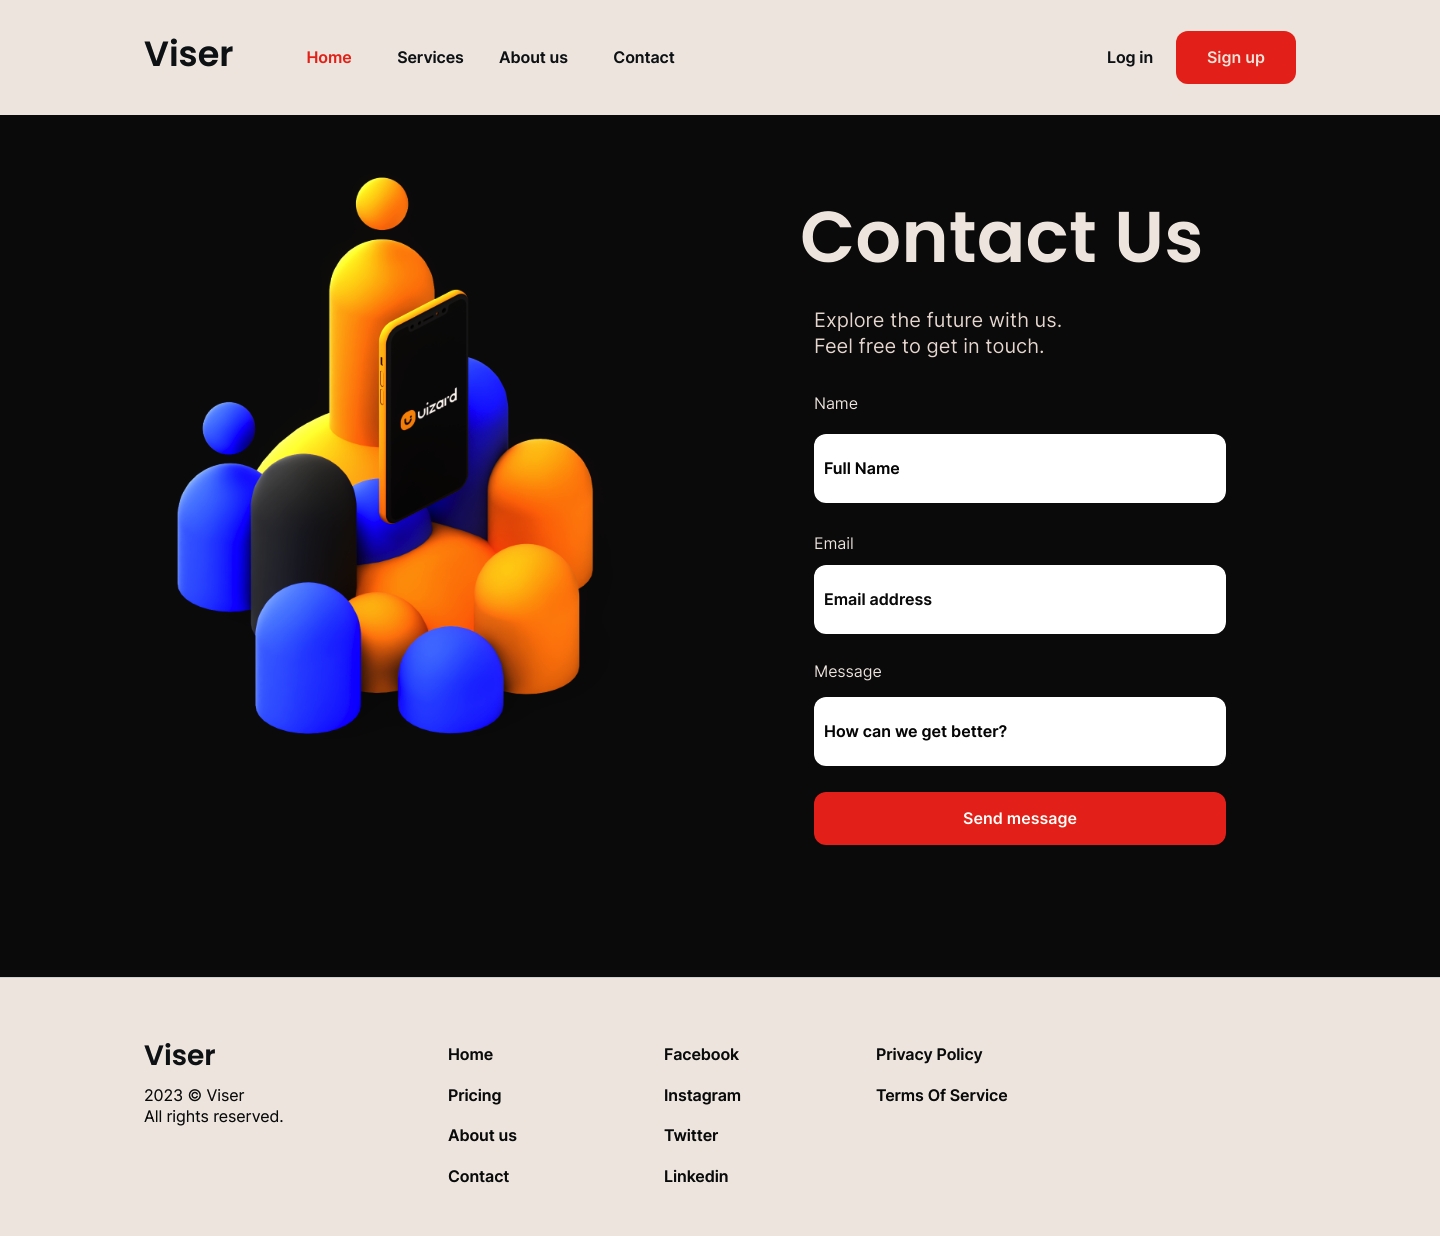 Viser
Home
Services
About us
Contact
Log in
Sign up
uizard
Contact Us
Explore the future with us.
Feel free to get in touch.
Name
Full Name
Email
Email address
Message
How can we get better?
Send message
Viser
2023 © Viser
All rights reserved.
Home
Pricing
About us
Contact
Facebook
Instagram
Twitter
Linkedin
Privacy Policy
Terms Of Service